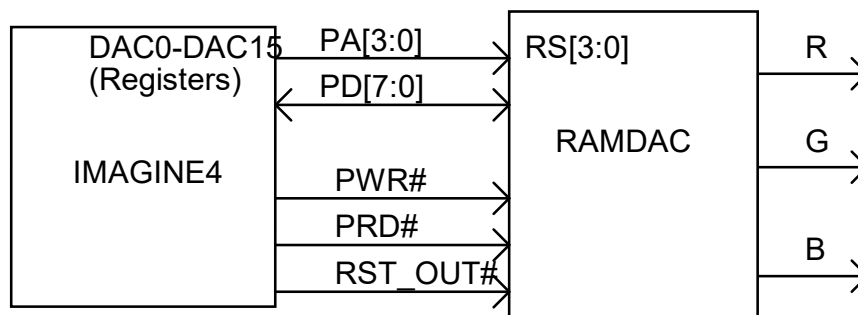 DAC0-DAC15
(Registers)
IMAGINE4
PA[3:0]
PD[7:0]
PWR#
PRD#
RST_OUT#
RS[3:0]
RAMDAC
R
G
B